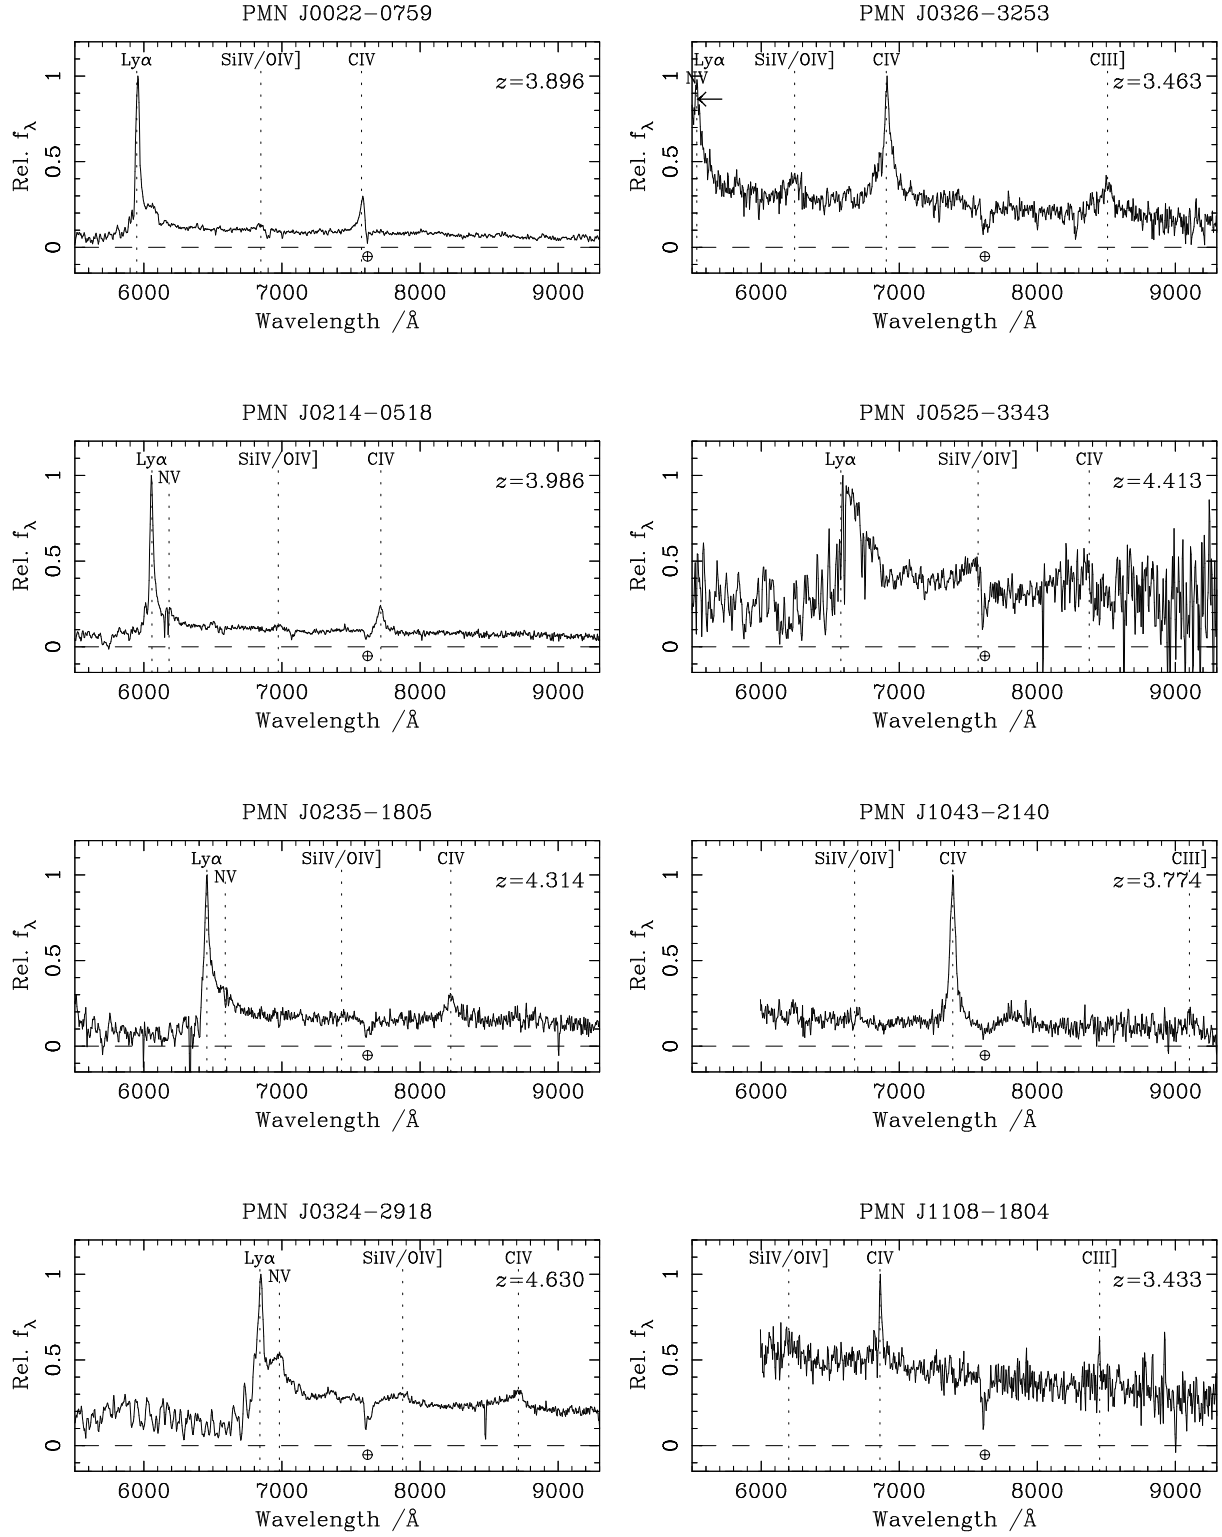 PMN J0022−0759
Lyα SiIV/OIV] CIV
z=3.896
Rel. fλ
0 0.5 1
6000 7000 8000 9000
⊕
Wavelength /Å
PMN J0326−3253
Lyα SiIV/OIV] CIV CIII]
NV
z=3.463
Rel. fλ
0 0.5 1
6000 7000 8000 9000
⊕
Wavelength /Å
PMN J0214−0518
Lyα SiIV/OIV] CIV
NV
z=3.986
Rel. fλ
0 0.5 1
6000 7000 8000 9000
⊕
Wavelength /Å
PMN J0525−3343
Lyα SiIV/OIV] CIV
z=4.413
Rel. fλ
0 0.5 1
6000 7000 8000 9000
⊕
Wavelength /Å
PMN J0235−1805
Lyα SiIV/OIV] CIV
NV
z=4.314
Rel. fλ
0 0.5 1
6000 7000 8000 9000
⊕
Wavelength /Å
PMN J1043−2140
SiIV/OIV] CIV CIII]
z=3.774
Rel. fλ
0 0.5 1
6000 7000 8000 9000
⊕
Wavelength /Å
PMN J0324−2918
Lyα SiIV/OIV] CIV
NV
z=4.630
Rel. fλ
0 0.5 1
6000 7000 8000 9000
⊕
Wavelength /Å
PMN J1108−1804
SiIV/OIV] CIV CIII]
z=3.433
Rel. fλ
0 0.5 1
6000 7000 8000 9000
⊕
Wavelength /Å